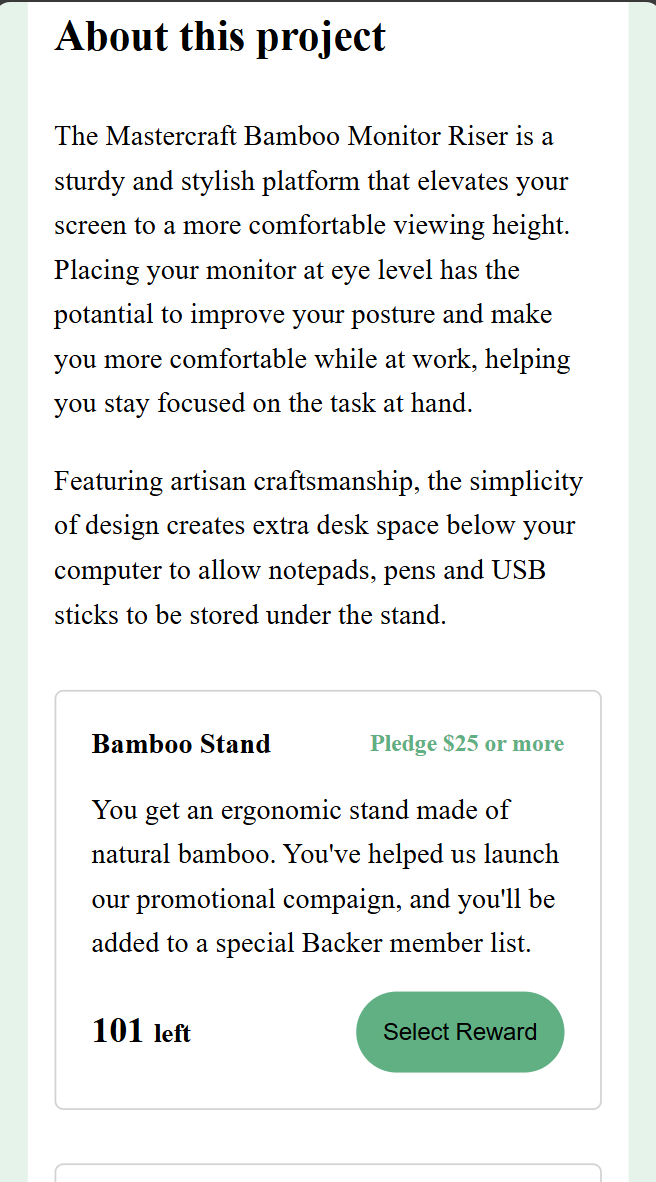 About this project
The Mastercraft Bamboo Monitor Riser is a
sturdy and stylish platform that elevates your
screen to a more comfortable viewing height.
Placing your monitor at eye level has the
potantial to improve your posture and make
you more comfortable while at work, helping
you stay focused on the task at hand.
Featuring artisan craftsmanship, the simplicity
of design creates extra desk space below your
computer to allow notepads, pens and USB
sticks to be stored under the stand.
Bamboo Stand Pledge $25 or more
You get an ergonomic stand made of
natural bamboo. You've helped us launch
our promotional compaign, and you'll be
added to a special Backer member list.
101 left Select Reward